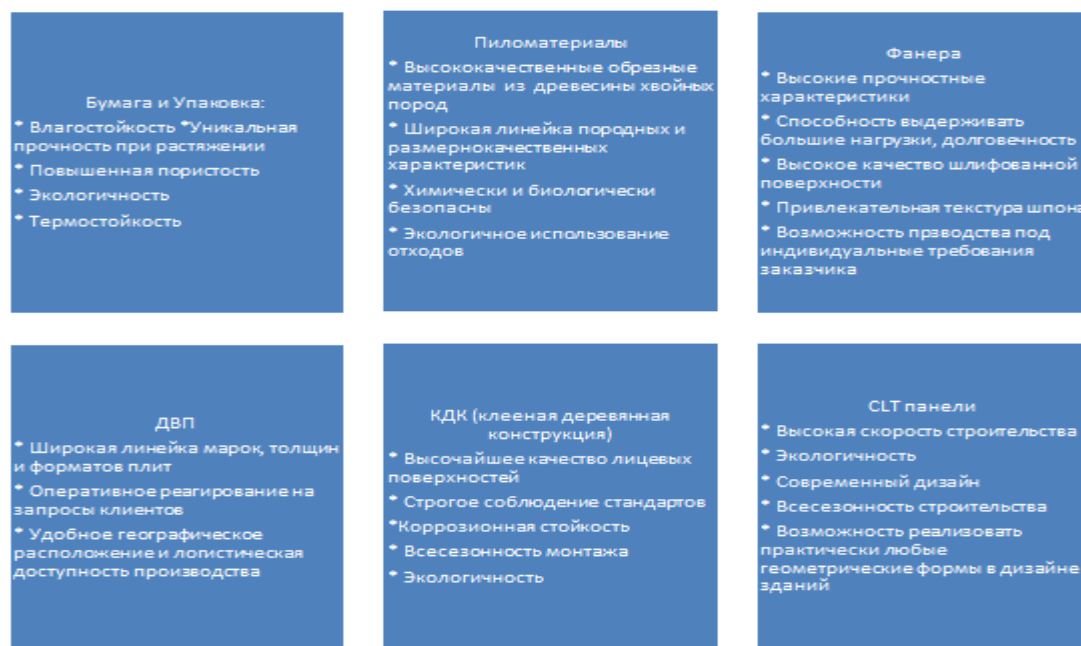 Бумага и Упаковка:
* Влагостойкость *Уникальная
прочность при растяжении
* Повышенная пористость
* Экологичность
* Термостойкость
Пиломатериалы
* Высококачественные обрезные
материалы из древесины хвойных
пород
* Широкая линейка породных и
размернокачественных
характеристик
* Химически и биологически
безопасны
* Экологичное использование
отходов
Фанера
* Высокие прочностные
характеристики
* Способность выдерживать
большие нагрузки, долговечность
* Высокое качество шлифованной
поверхности
* Привлекательная текстура шпона
* Возможность прзводства под
индивидуальные требования
заказчика
ДВП
* Широкая линейка марок, толщин
и форматов плит
* Оперативное реагирование на
запросы клиентов
* Удобное географическое
расположение и логистическая
доступность производства
КДК (клееная деревянная
конструкция)
* Высочайшее качество лицевых
поверхностей
* Строгое соблюдение стандартов
*Коррозионная стойкость
* Всесезонность монтажа
* Экологичность
CLT панели
* Высокая скорость строительства
* Экологичность
* Современный дизайн
* Всесезонность строительства
* Возможность реализовать
практически любые
геометрические формы в дизайне
зданий